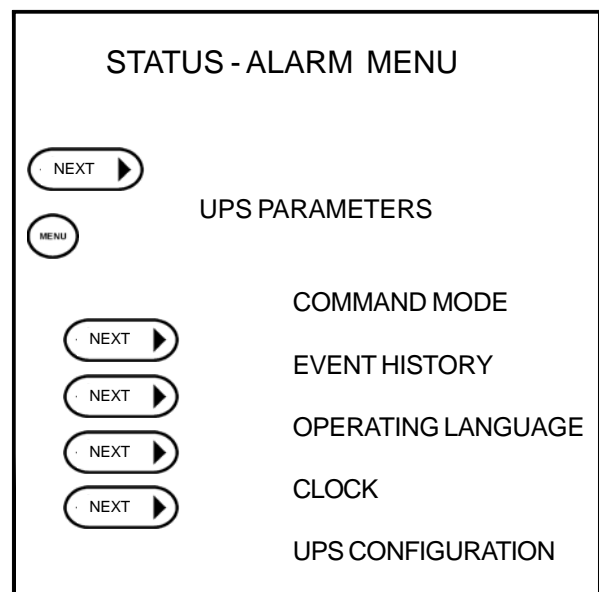 STATUS - ALARM MENU
NEXT
UPS PARAMETERS
MENU
COMMAND MODE
NEXT
EVENT HISTORY
NEXT
OPERATING LANGUAGE
NEXT
CLOCK
NEXT
UPS CONFIGURATION